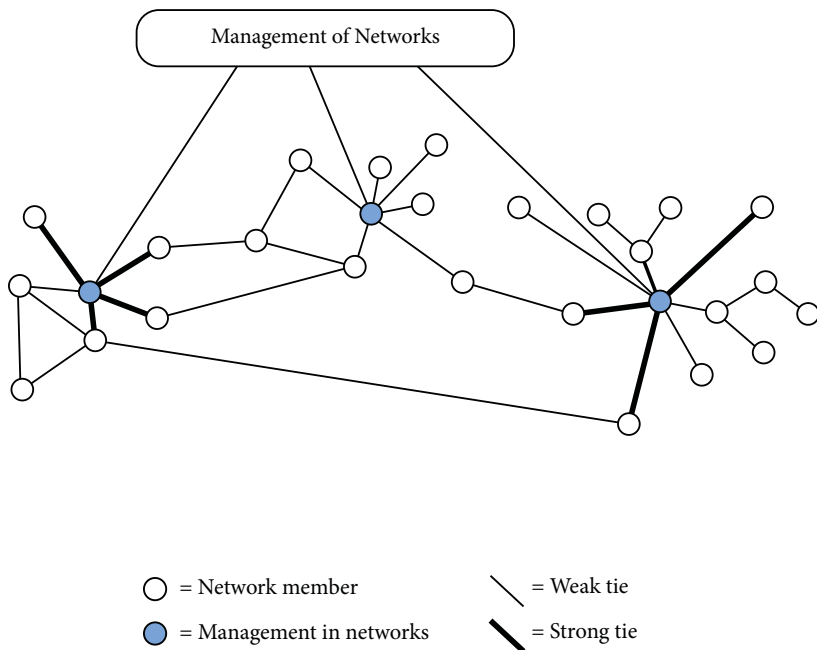 Management of Networks
= Network member
= Weak tie
= Management in networks
= Strong tie